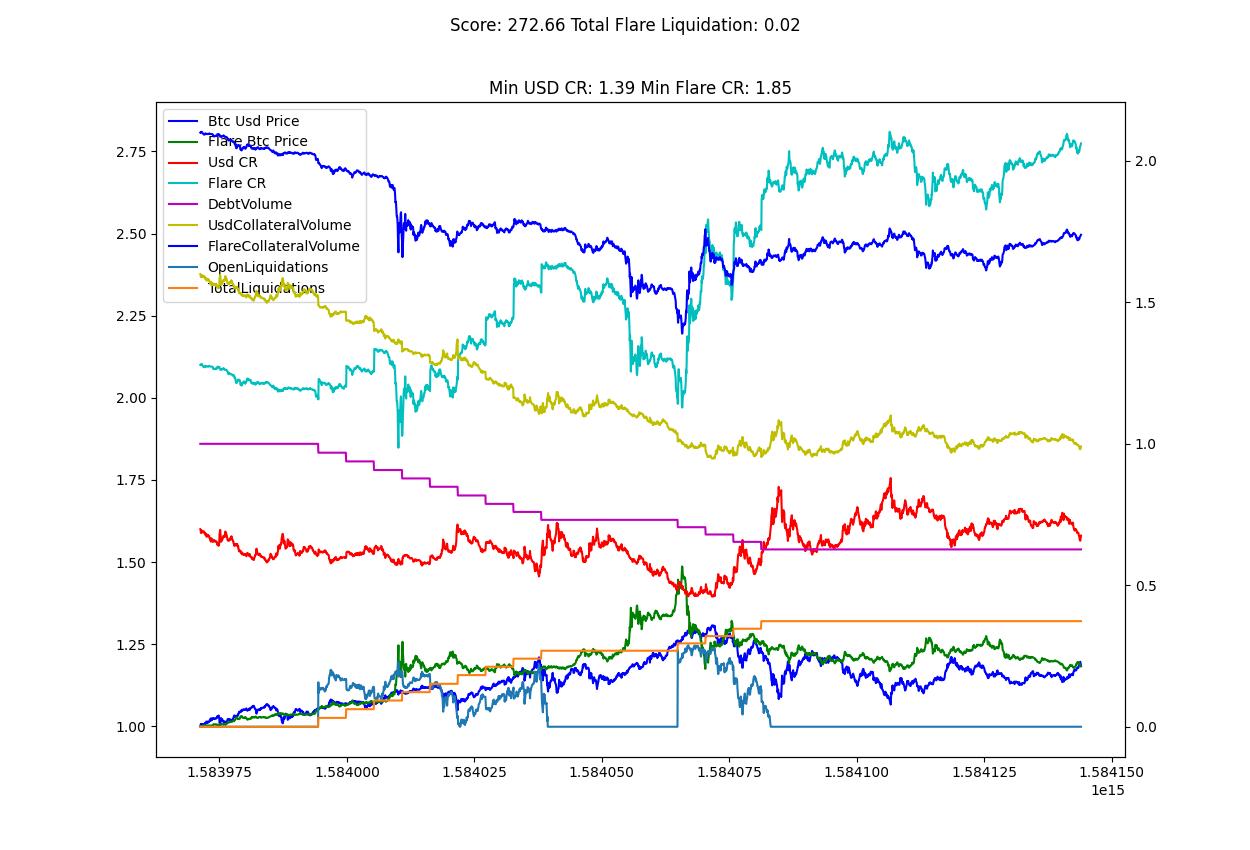 Score: 272.66 Total Flare Liquidation: 0.02
Min USD CR: 1.39 Min Flare CR: 1.85
Btc Usd Price
Flare Btc Price
Usd CR
Flare CR
DebtVolume
UsdCollateralVolume
FlareCollateralVolume
OpenLiquidations
TotalLiquidations
2.75
2.50
2.25
2.00
1.75
1.50
1.25
1.00
2.0
1.5
1.0
0.5
0.0
1.583975
1.584000
1.584025
1.584050
1.584075
1.584100
1.584125
1.584150
1e15